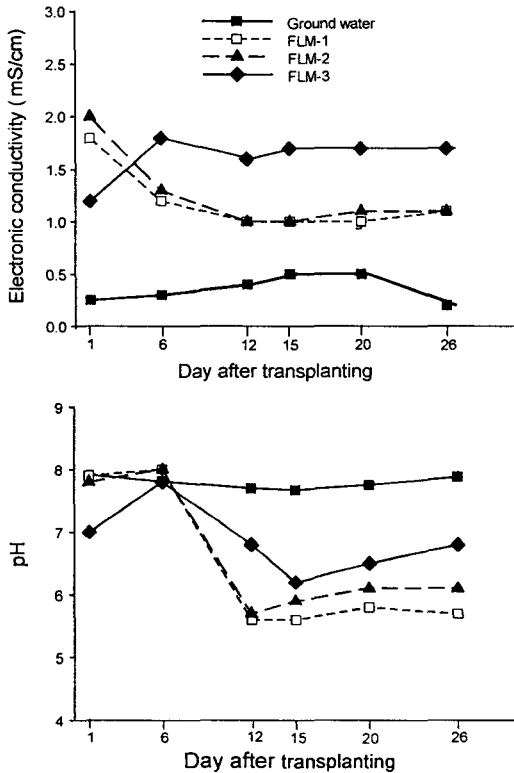 Electronic conductivity ( mS/cm)
3.0
2.5
2.0
1.5
1.0
0.5
0.0
Ground water
FLM-1
FLM-2
FLM-3
1 6 12 15 20 26
Day after transplanting
pH
9
8
7
6
5
4
1 6 12 15 20 26
Day after transplanting